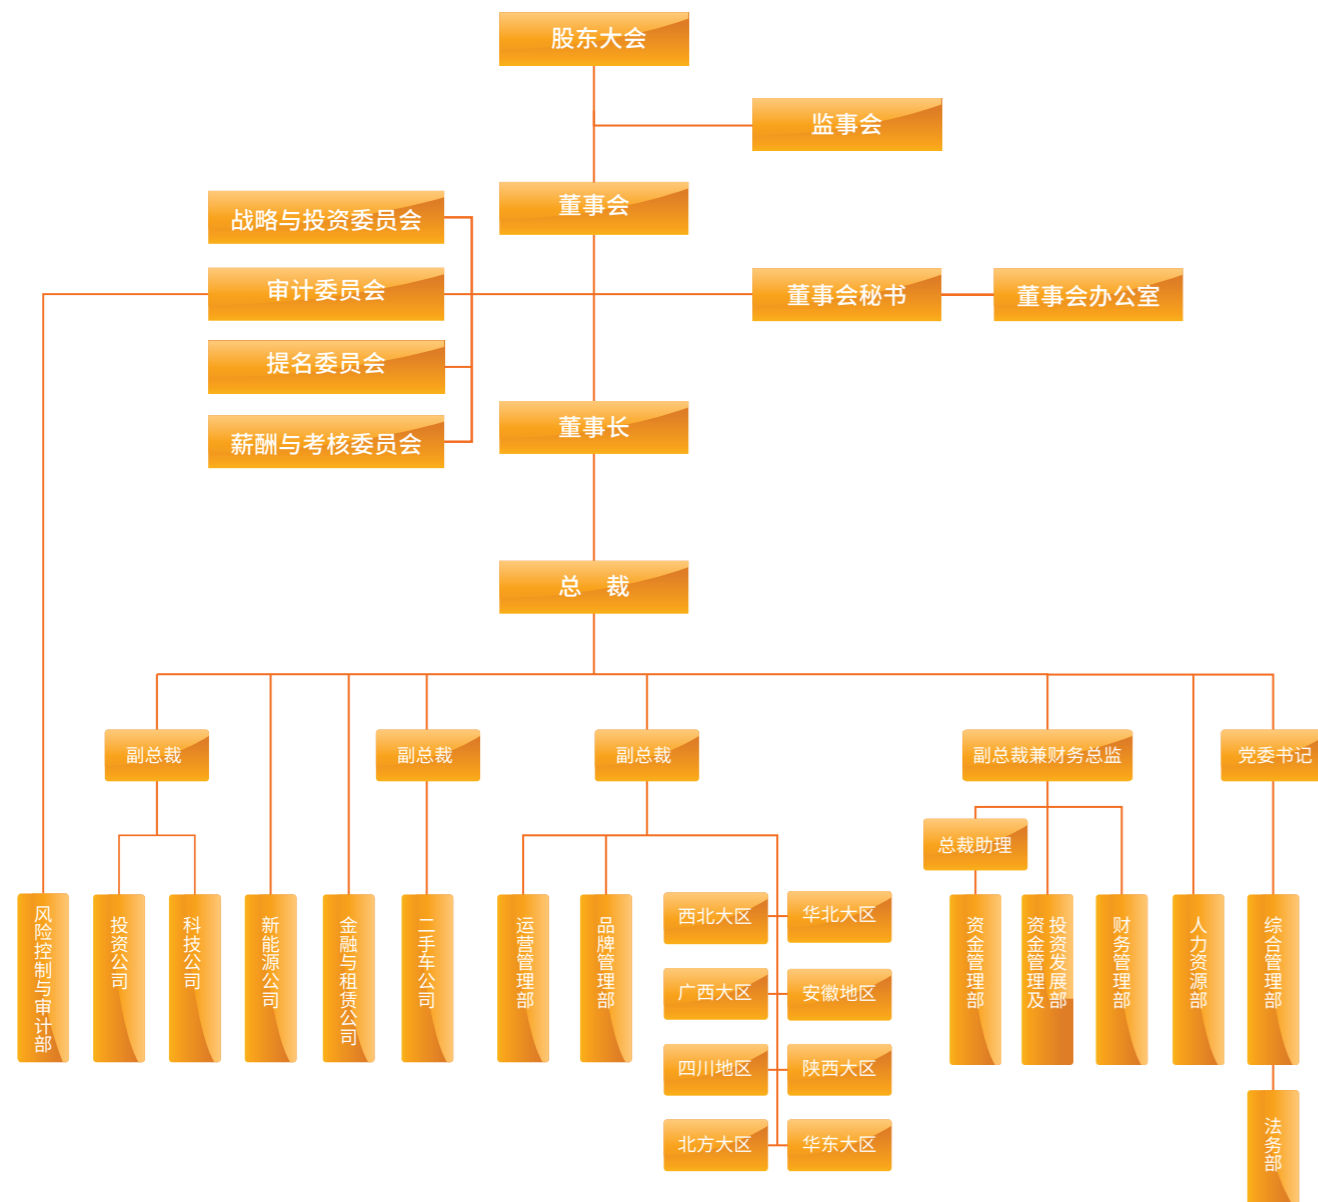 股东大会
监事会
董事会
战略与投资委员会
审计委员会
董事会秘书
董事会办公室
提名委员会
董事长
薪酬与考核委员会
总 裁
副总裁
副总裁
副总裁
副总裁兼财务总监
党委书记
总裁助理
风险控制与审计部
投资公司
科技公司
新能源公司
金融与租赁公司
二手车公司
运营管理部
品牌管理部
西北大区
华北大区
广西大区
安徽地区
四川地区
陕西大区
北方大区
华东大区
资金管理部
资金管理及
投资发展部
财务管理部
人力资源部
综合管理部
法务部